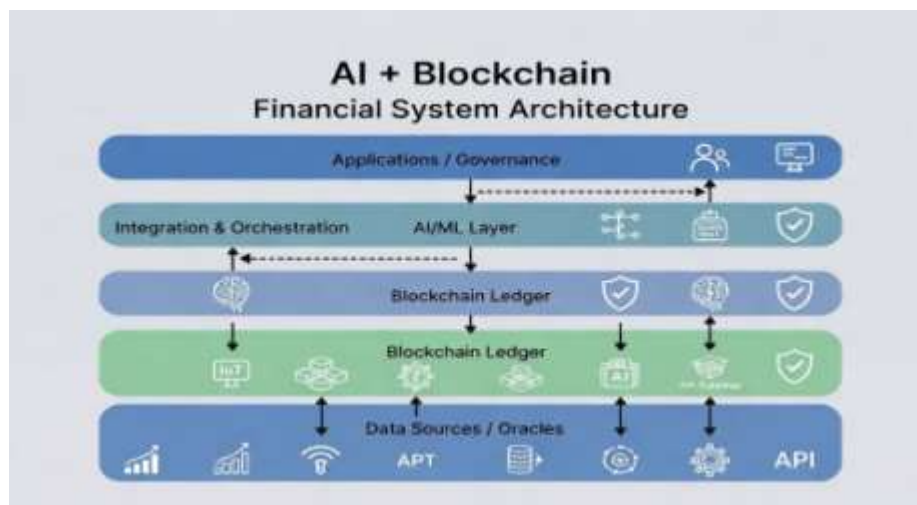 AI + Blockchain
Financial System Architecture
Applications / Governance
Integration & Orchestration AI/ML Layer
Blockchain Ledger
Blockchain Ledger
IoT
AI
Data Sources / Oracles
APT
API